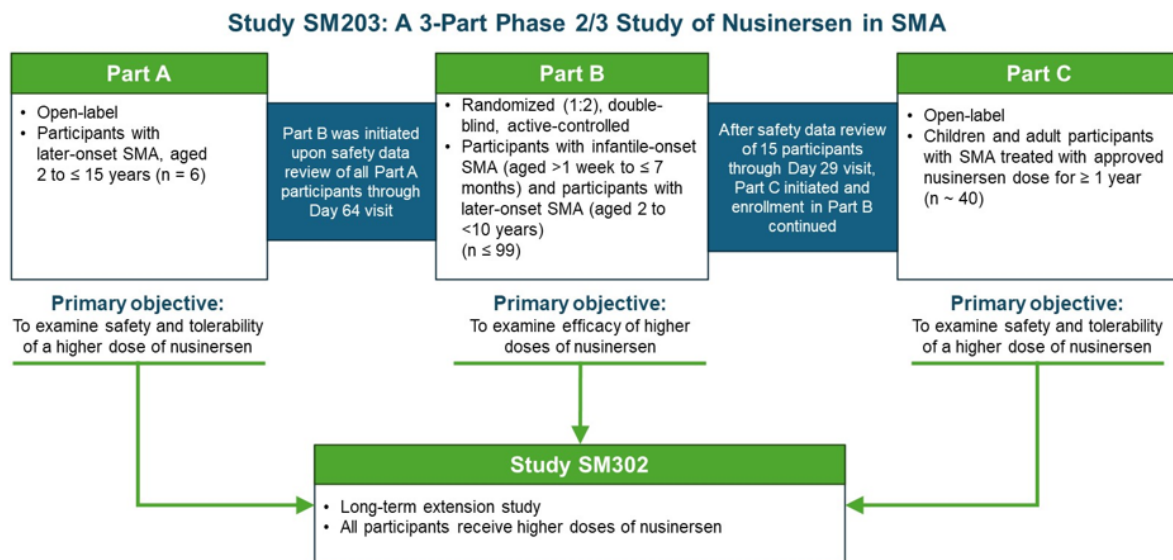 Study SM203: A 3-Part Phase 2/3 Study of Nusinersen in SMA
Part A
• Open-label
• Participants with
later-onset SMA, aged
2 to ≤ 15 years (n = 6)
Part B was initiated
upon safety data
review of all Part A
participants through
Day 64 visit
Part B
• Randomized (1:2), double-
blind, active-controlled
• Participants with infantile-onset
SMA (aged >1 week to ≤ 7
months) and participants with
later-onset SMA (aged 2 to
<10 years)
(n ≤ 99)
After safety data review
of 15 participants
through Day 29 visit,
Part C initiated and
enrollment in Part B
continued
Part C
• Open-label
• Children and adult participants
with SMA treated with approved
nusinersen dose for ≥ 1 year
(n ~ 40)
Primary objective:
To examine safety and tolerability
of a higher dose of nusinersen
Primary objective:
To examine efficacy of higher
doses of nusinersen
Primary objective:
To examine safety and tolerability
of a higher dose of nusinersen
Study SM302
• Long-term extension study
• All participants receive higher doses of nusinersen